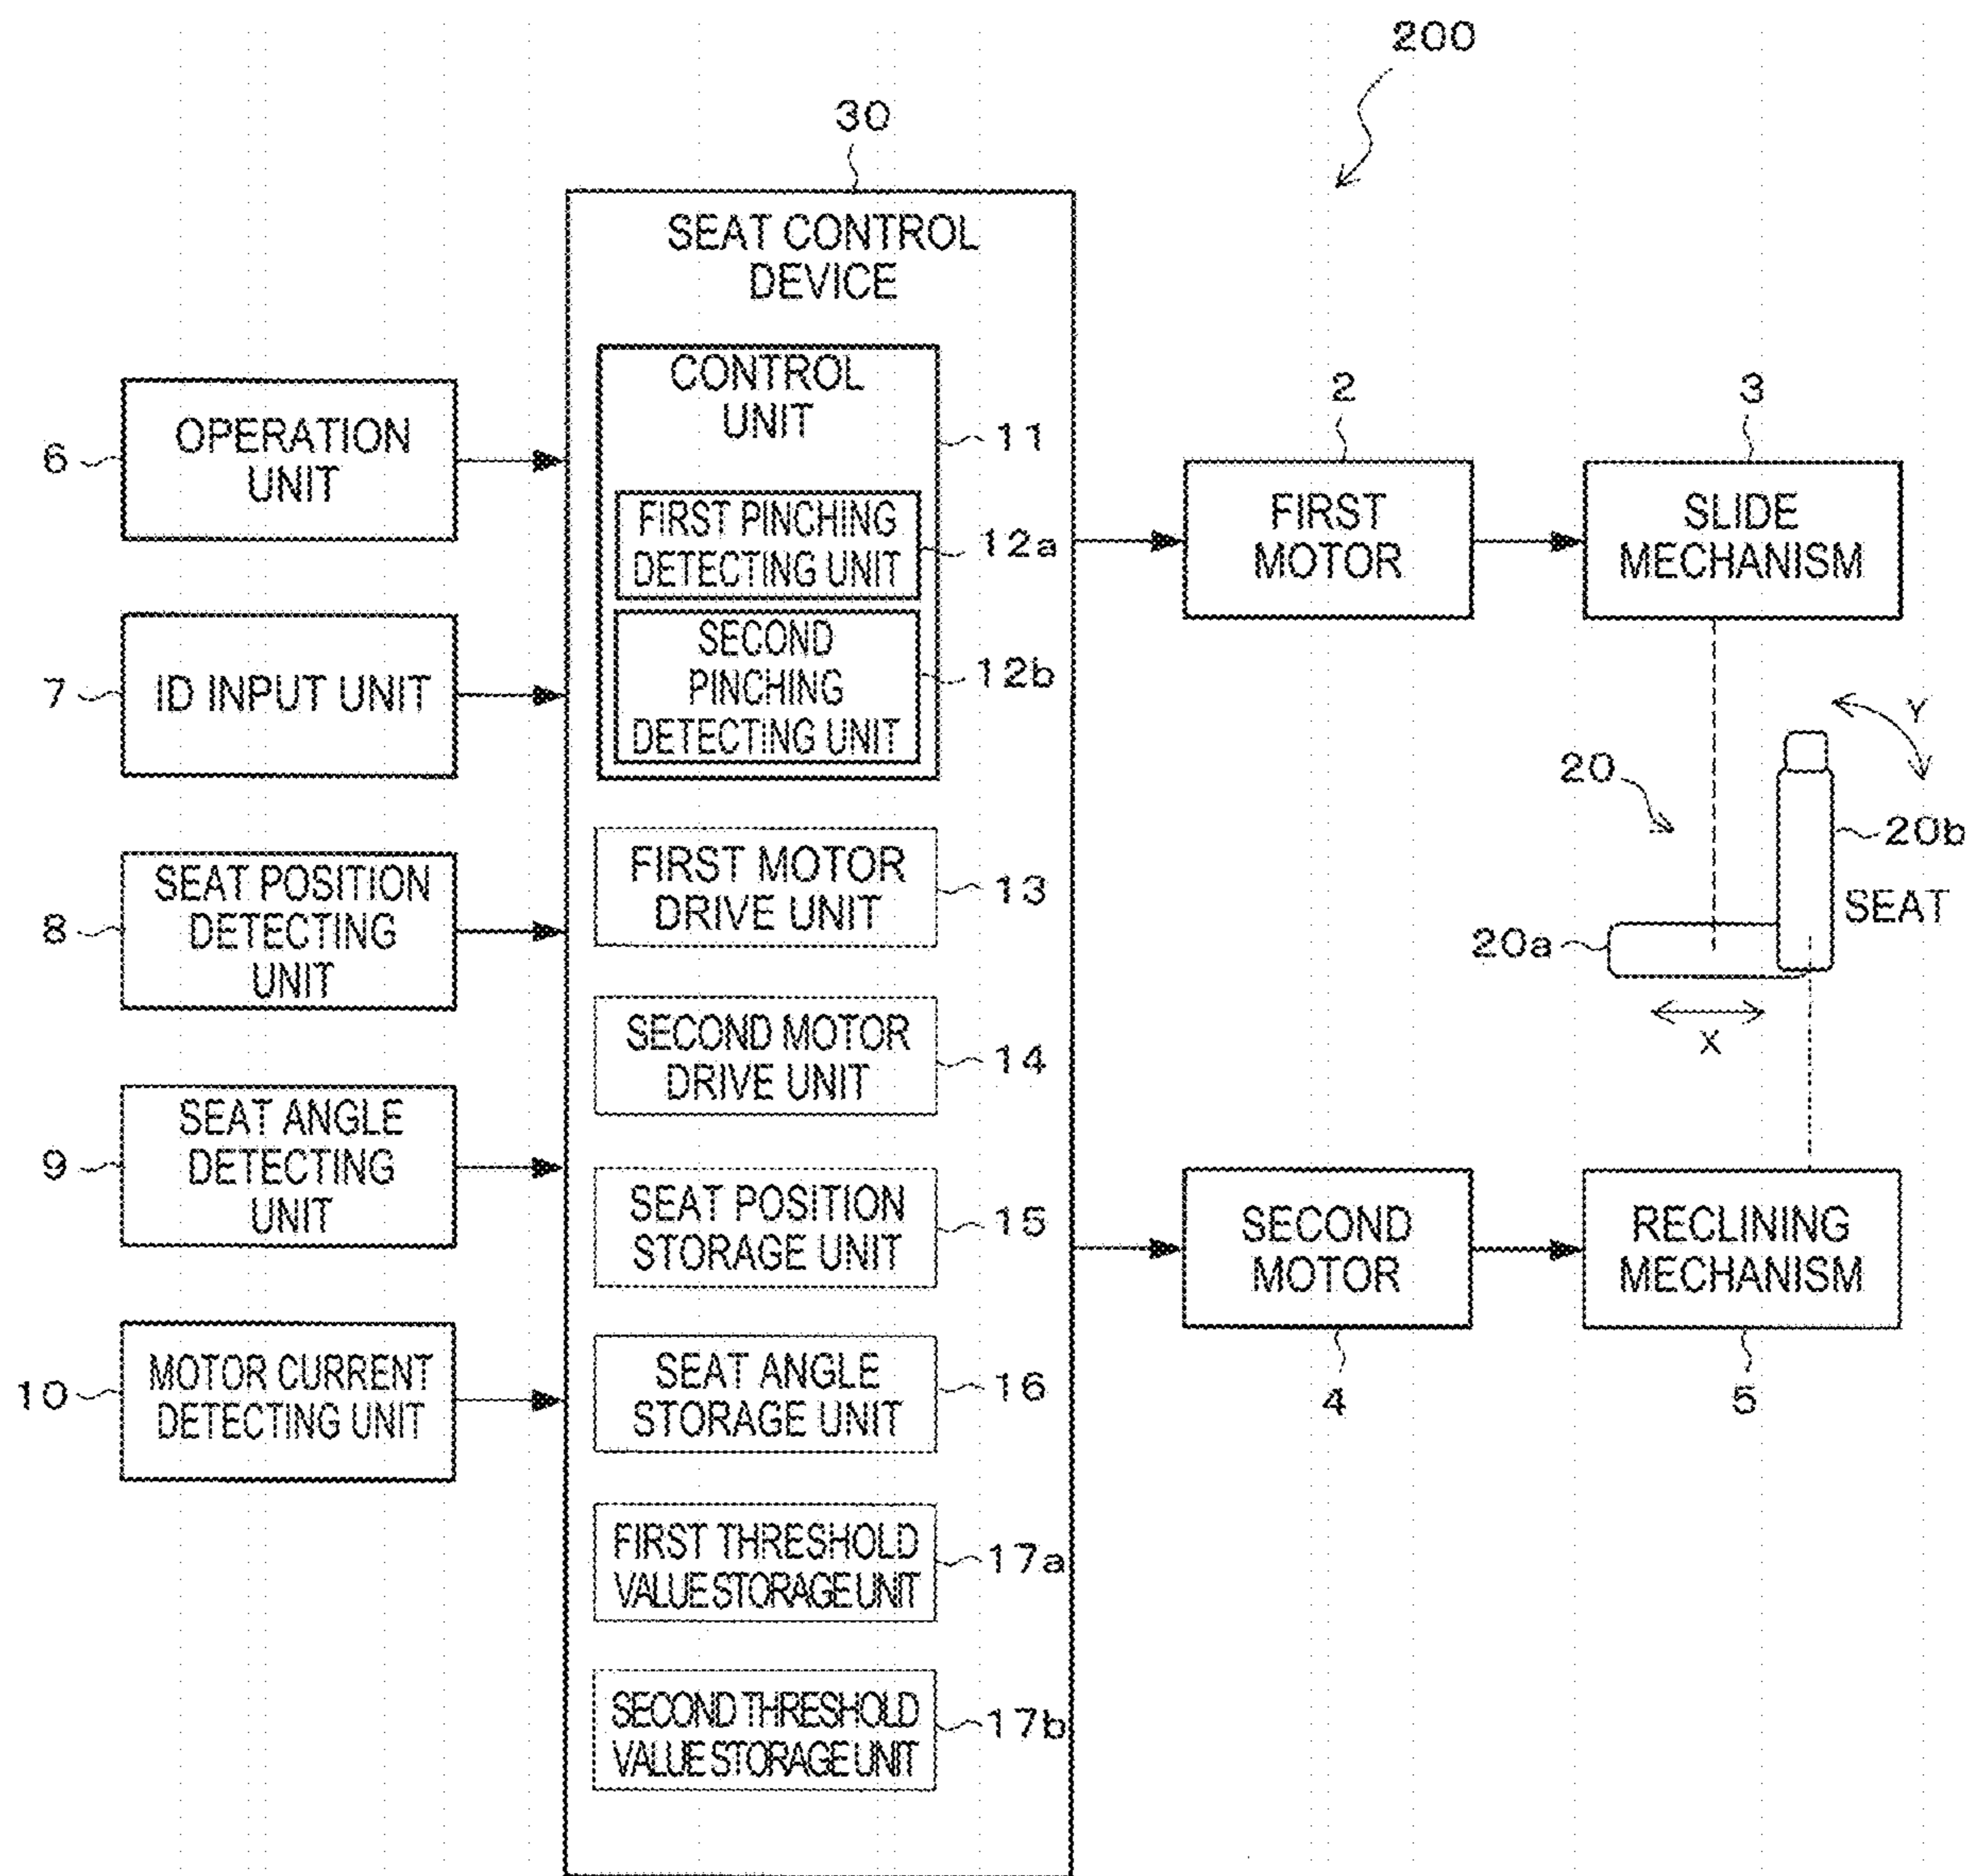 200
30
SEAT CONTROL
DEVICE
CONTROL
UNIT
11
FIRST PINCHING
DETECTING UNIT
12a
SECOND
PINCHING
DETECTING UNIT
12b
FIRST MOTOR
DRIVE UNIT
13
SECOND MOTOR
DRIVE UNIT
14
SEAT POSITION
STORAGE UNIT
15
SEAT ANGLE
STORAGE UNIT
16
FIRST THRESHOLD
VALUE STORAGE UNIT
17a
SECOND THRESHOLD
VALUE STORAGE UNIT
17b
6
OPERATION
UNIT
7
ID INPUT UNIT
8
SEAT POSITION
DETECTING
UNIT
9
SEAT ANGLE
DETECTING
UNIT
10
MOTOR CURRENT
DETECTING UNIT
2
FIRST
MOTOR
3
SLIDE
MECHANISM
Y
20
20b
SEAT
20a
X
SECOND
MOTOR
4
RECLINING
MECHANISM
5